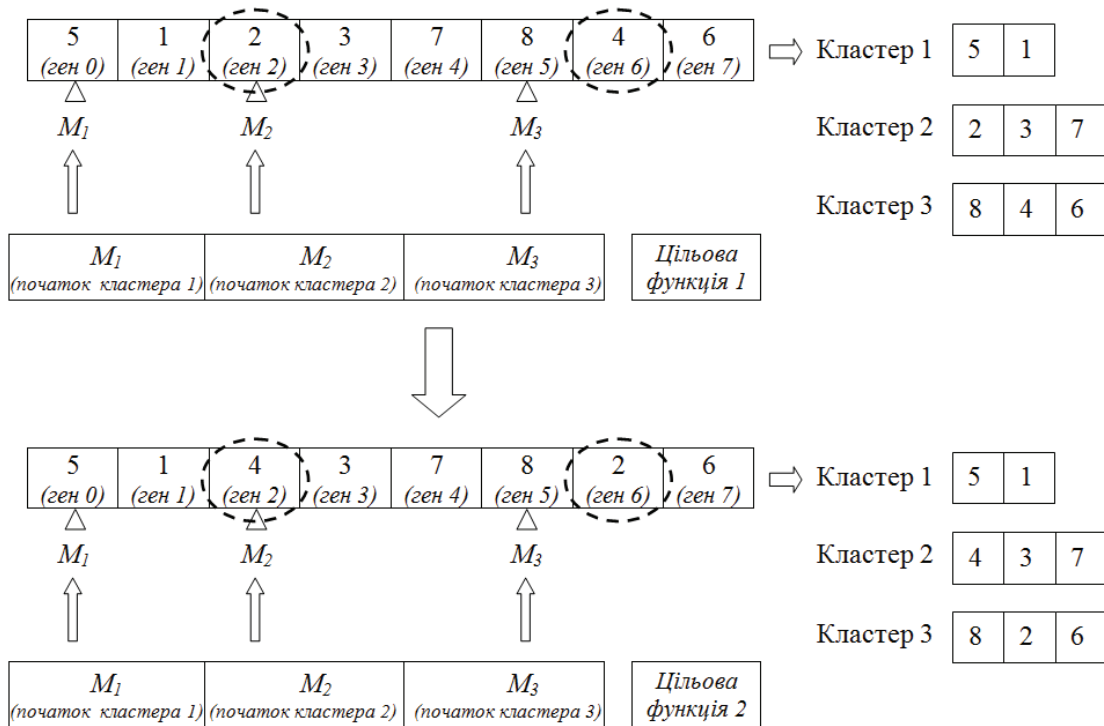 5 1 2 3 7 8 4 6
(ген 0) (ген 1) (ген 2) (ген 3) (ген 4) (ген 5) (ген 6) (ген 7)
Кластер 1 5 1
M1 M2 M3
Кластер 2 2 3 7
Кластер 3 8 4 6
M1 M2 M3 Цільова
(початок кластера 1) (початок кластера 2) (початок кластера 3) функція 1
5 1 4 3 7 8 2 6
(ген 0) (ген 1) (ген 2) (ген 3) (ген 4) (ген 5) (ген 6) (ген 7)
Кластер 1 5 1
M1 M2 M3
Кластер 2 4 3 7
Кластер 3 8 2 6
M1 M2 M3 Цільова
(початок кластера 1) (початок кластера 2) (початок кластера 3) функція 2